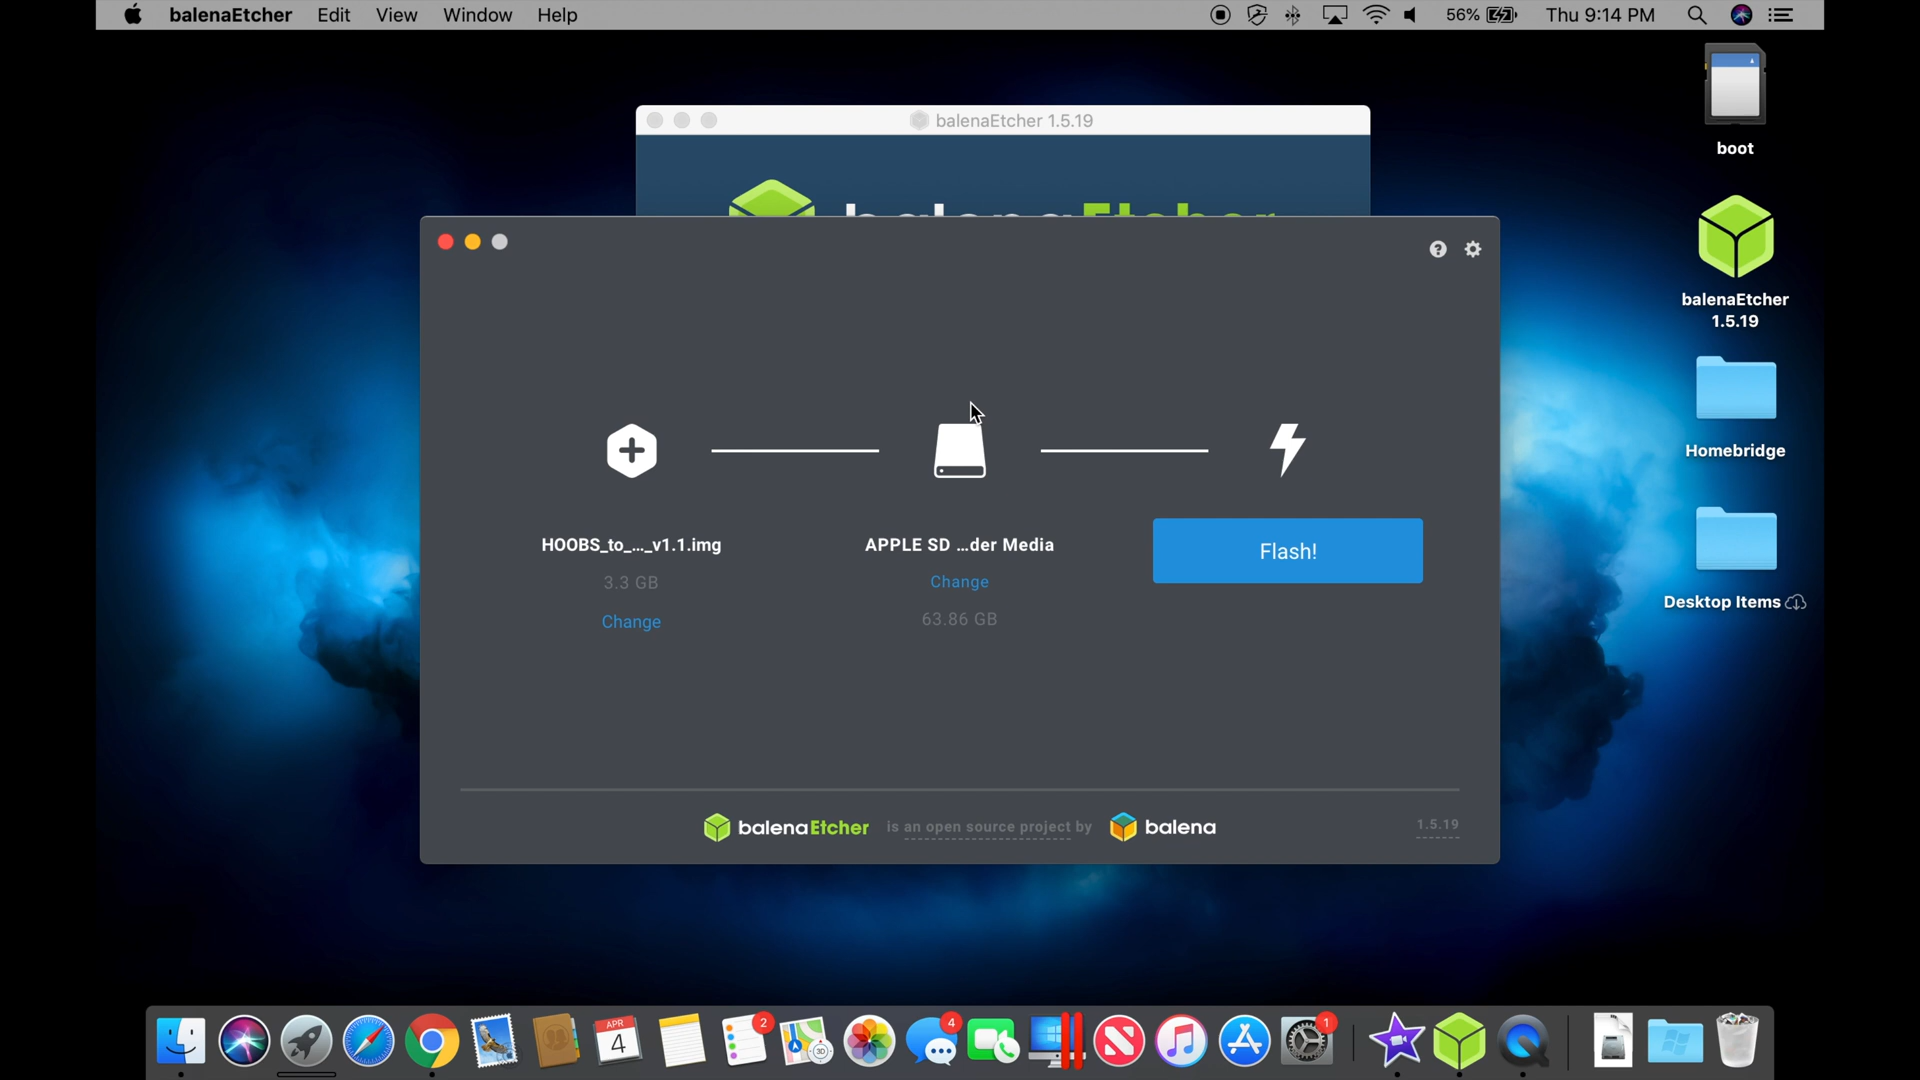 balenaEtcher Edit View Window Help 56% Thu 9:14 PM
boot
balenaEtcher 1.5.19
balenaEtcher
balenaEtcher
1.5.19
Homebridge
Desktop Items
HOOBS_to_..._v1.1.img
3.3 GB
Change
APPLE SD ...der Media
Change
63.86 GB
Flash!
balenaEtcher is an open source project by balena 1.5.19
APR
4
2
3D
4
1